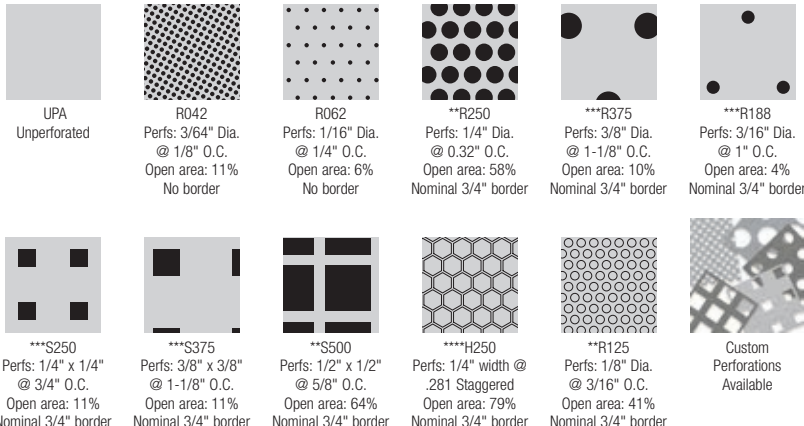 UPA
Unperforated
R042
Perfs: 3/64" Dia.
@ 1/8" O.C.
Open area: 11%
No border
R062
Perfs: 1/16" Dia.
@ 1/4" O.C.
Open area: 6%
No border
**R250
Perfs: 1/4" Dia.
@ 0.32" O.C.
Open area: 58%
Nominal 3/4" border
***R375
Perfs: 3/8" Dia.
@ 1-1/8" O.C.
Open area: 10%
Nominal 3/4" border
***R188
Perfs: 3/16" Dia.
@ 1" O.C.
Open area: 4%
Nominal 3/4" border
***S250
Perfs: 1/4" x 1/4"
@ 3/4" O.C.
Open area: 11%
Nominal 3/4" border
***S375
Perfs: 3/8" x 3/8"
@ 1-1/8" O.C.
Open area: 11%
Nominal 3/4" border
**S500
Perfs: 1/2" x 1/2"
@ 5/8" O.C.
Open area: 64%
Nominal 3/4" border
****H250
Perfs: 1/4" width @
.281 Staggered
Open area: 79%
Nominal 3/4" border
**R125
Perfs: 1/8" Dia.
@ 3/16" O.C.
Open area: 41%
Nominal 3/4" border
Custom
Perforations
Available